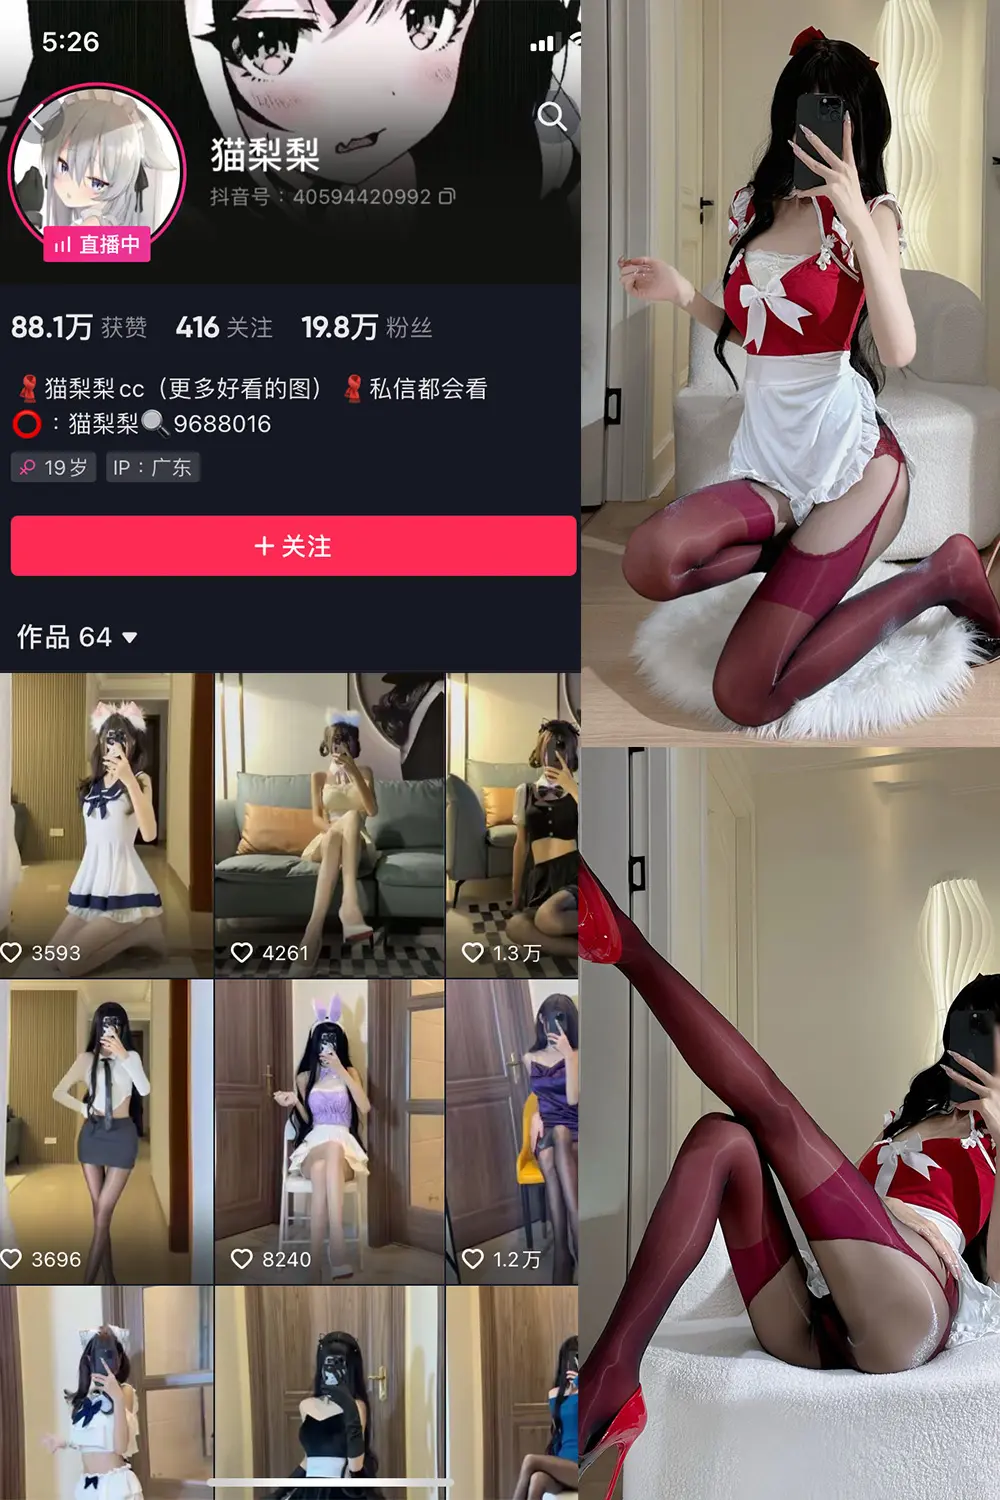 5:26
猫梨梨
抖音号：40594420992
直播中
88.1万 获赞 416 关注 19.8万 粉丝
猫梨梨cc（更多好看的图） 私信都会看
：猫梨梨🔍9688016
19岁 IP：广东
+ 关注
作品 64
3593
4261
1.3万
3696
8240
1.2万